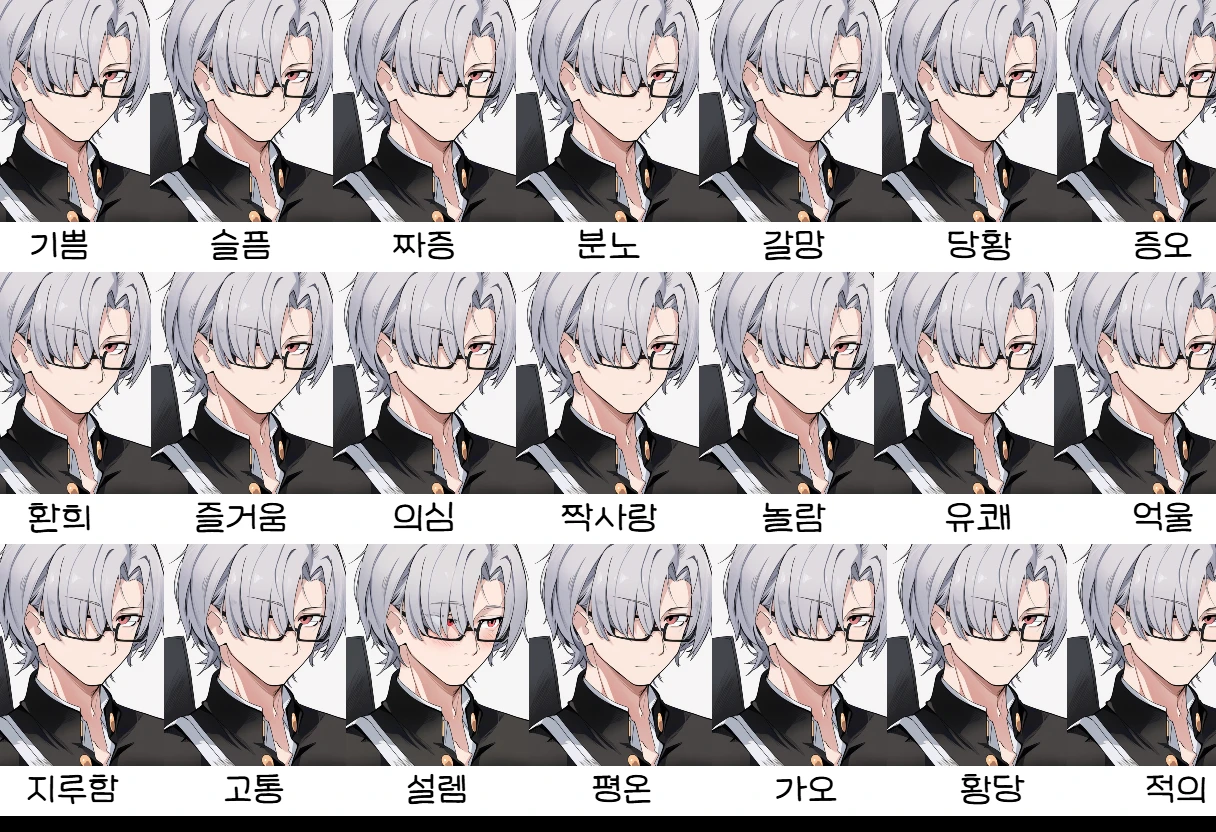 기쁨 슬픔 짜증 분노 갈망 당황 증오
환희 즐거움 의심 짝사랑 놀람 유쾌 억울
지루함 고통 설렘 평온 가오 황당 적의